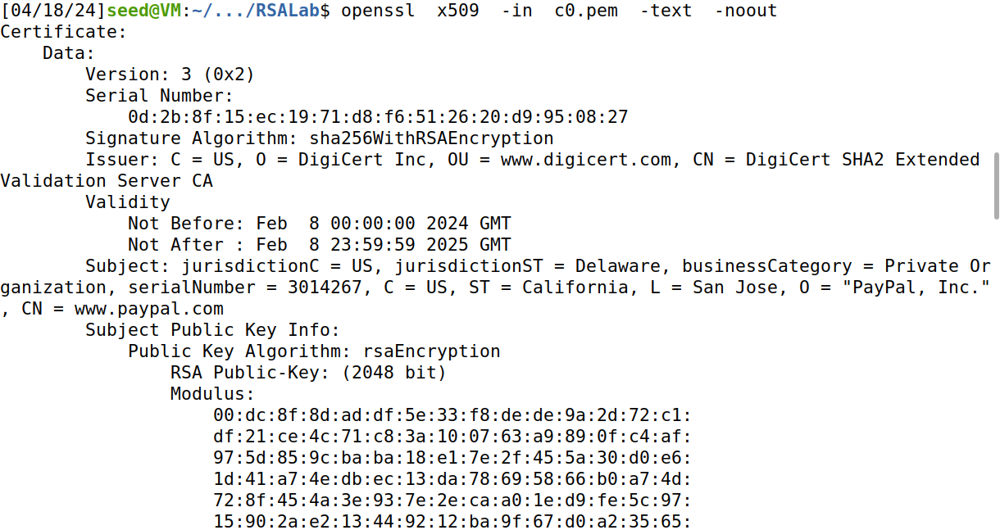 [04/18/24]seed@VM:~/.../RSALab$ openssl  x509  -in  c0.pem  -text  -noout
Certificate:
    Data:
        Version: 3 (0x2)
        Serial Number:
            0d:2b:8f:15:ec:19:71:d8:f6:51:26:20:d9:95:08:27
        Signature Algorithm: sha256WithRSAEncryption
        Issuer: C = US, O = DigiCert Inc, OU = www.digicert.com, CN = DigiCert SHA2 Extended
Validation Server CA
        Validity
            Not Before: Feb  8 00:00:00 2024 GMT
            Not After : Feb  8 23:59:59 2025 GMT
        Subject: jurisdictionC = US, jurisdictionST = Delaware, businessCategory = Private Or
ganization, serialNumber = 3014267, C = US, ST = California, L = San Jose, O = "PayPal, Inc."
, CN = www.paypal.com
        Subject Public Key Info:
            Public Key Algorithm: rsaEncryption
                RSA Public-Key: (2048 bit)
                Modulus:
                    00:dc:8f:8d:ad:df:5e:33:f8:de:de:9a:2d:72:c1:
                    df:21:ce:4c:71:c8:3a:10:07:63:a9:89:0f:c4:af:
                    97:5d:85:9c:ba:ba:18:e1:7e:2f:45:5a:30:d0:e6:
                    1d:41:a7:4e:db:ec:13:da:78:69:58:66:b0:a7:4d:
                    72:8f:45:4a:3e:93:7e:2e:ca:a0:1e:d9:fe:5c:97:
                    15:90:2a:e2:13:44:92:12:ba:9f:67:d0:a2:35:65: